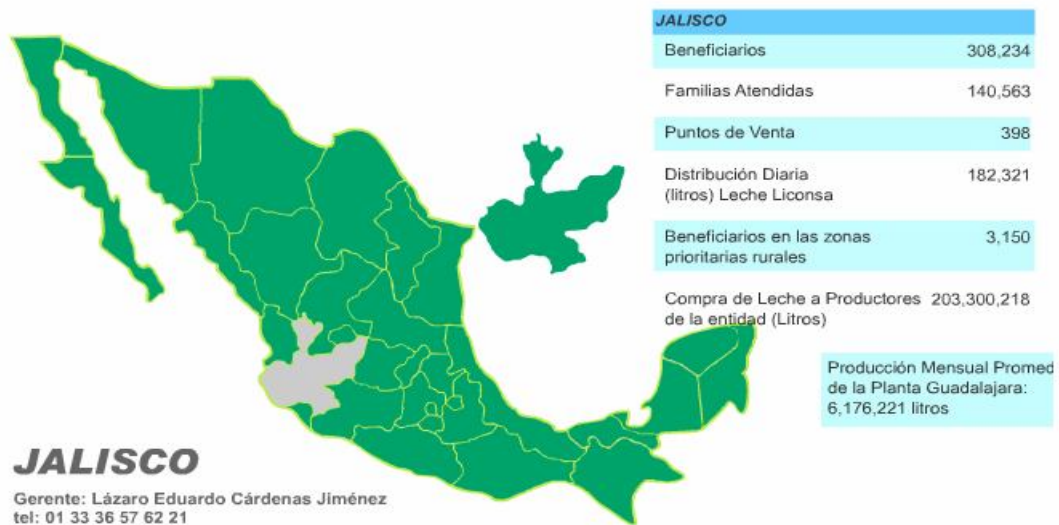 JALISCO
Beneficiarios 308,234
Familias Atendidas 140,563
Puntos de Venta 398
Distribución Diaria 182,321
(litros) Leche Liconsa
Beneficiarios en las zonas 3,150
prioritarias rurales
Compra de Leche a Productores 203,300,218
de la entidad (Litros)
Producción Mensual Promed
de la Planta Guadalajara:
6,176,221 litros
JALISCO
Gerente: Lázaro Eduardo Cárdenas Jiménez
tel: 01 33 36 57 62 21